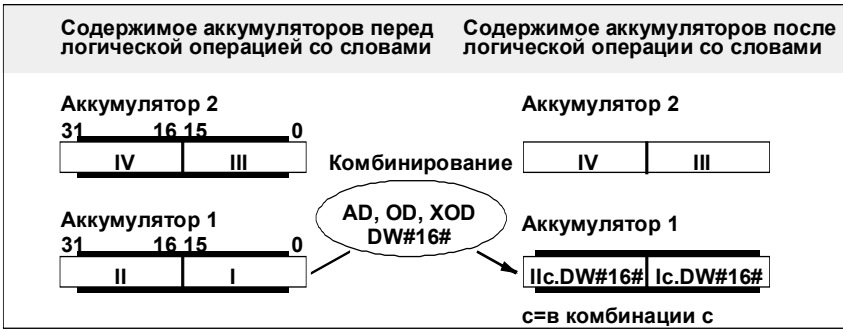 Содержимое аккумуляторов перед логической операцией со словами
Содержимое аккумуляторов после логической операции со словами
Аккумулятор 2
31 16 15 0
IV III
Аккумулятор 1
31 16 15 0
II I
Комбинирование
AD, OD, XOD
DW#16#
Аккумулятор 2
IV III
Аккумулятор 1
IIc.DW#16# Ic.DW#16#
с=в комбинации с